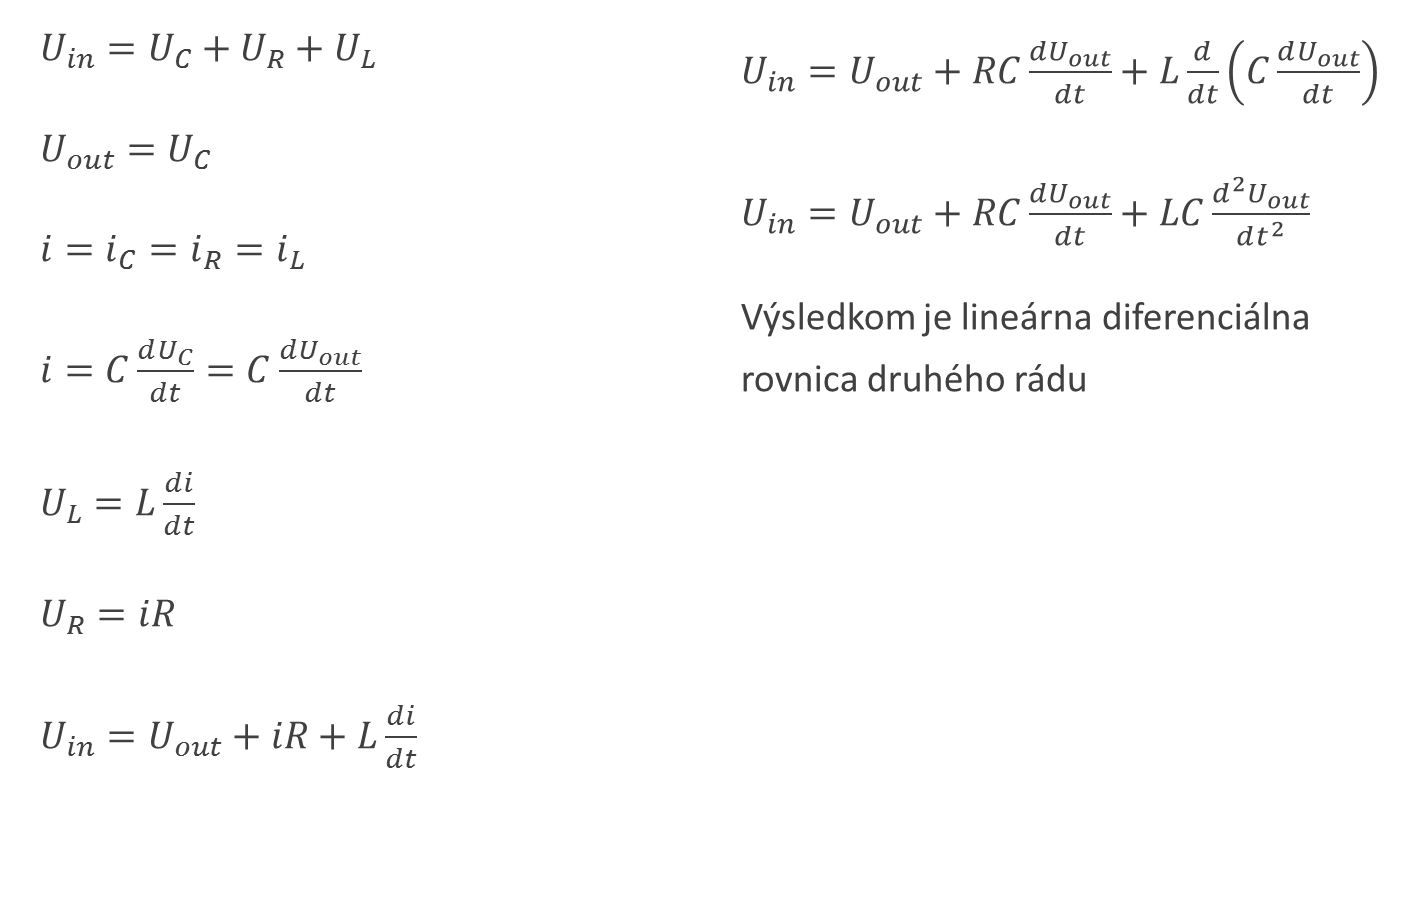 U_in = U_C + U_R + U_L
U_out = U_C
i = i_C = i_R = i_L
i = C dU_C/dt = C dU_out/dt
U_L = L di/dt
U_R = iR
U_in = U_out + iR + L di/dt
U_in = U_out + RC dU_out/dt + L d/dt (C dU_out/dt)
U_in = U_out + RC dU_out/dt + LC d²U_out/dt²
Výsledkom je lineárna diferenciálna
rovnica druhého rádu